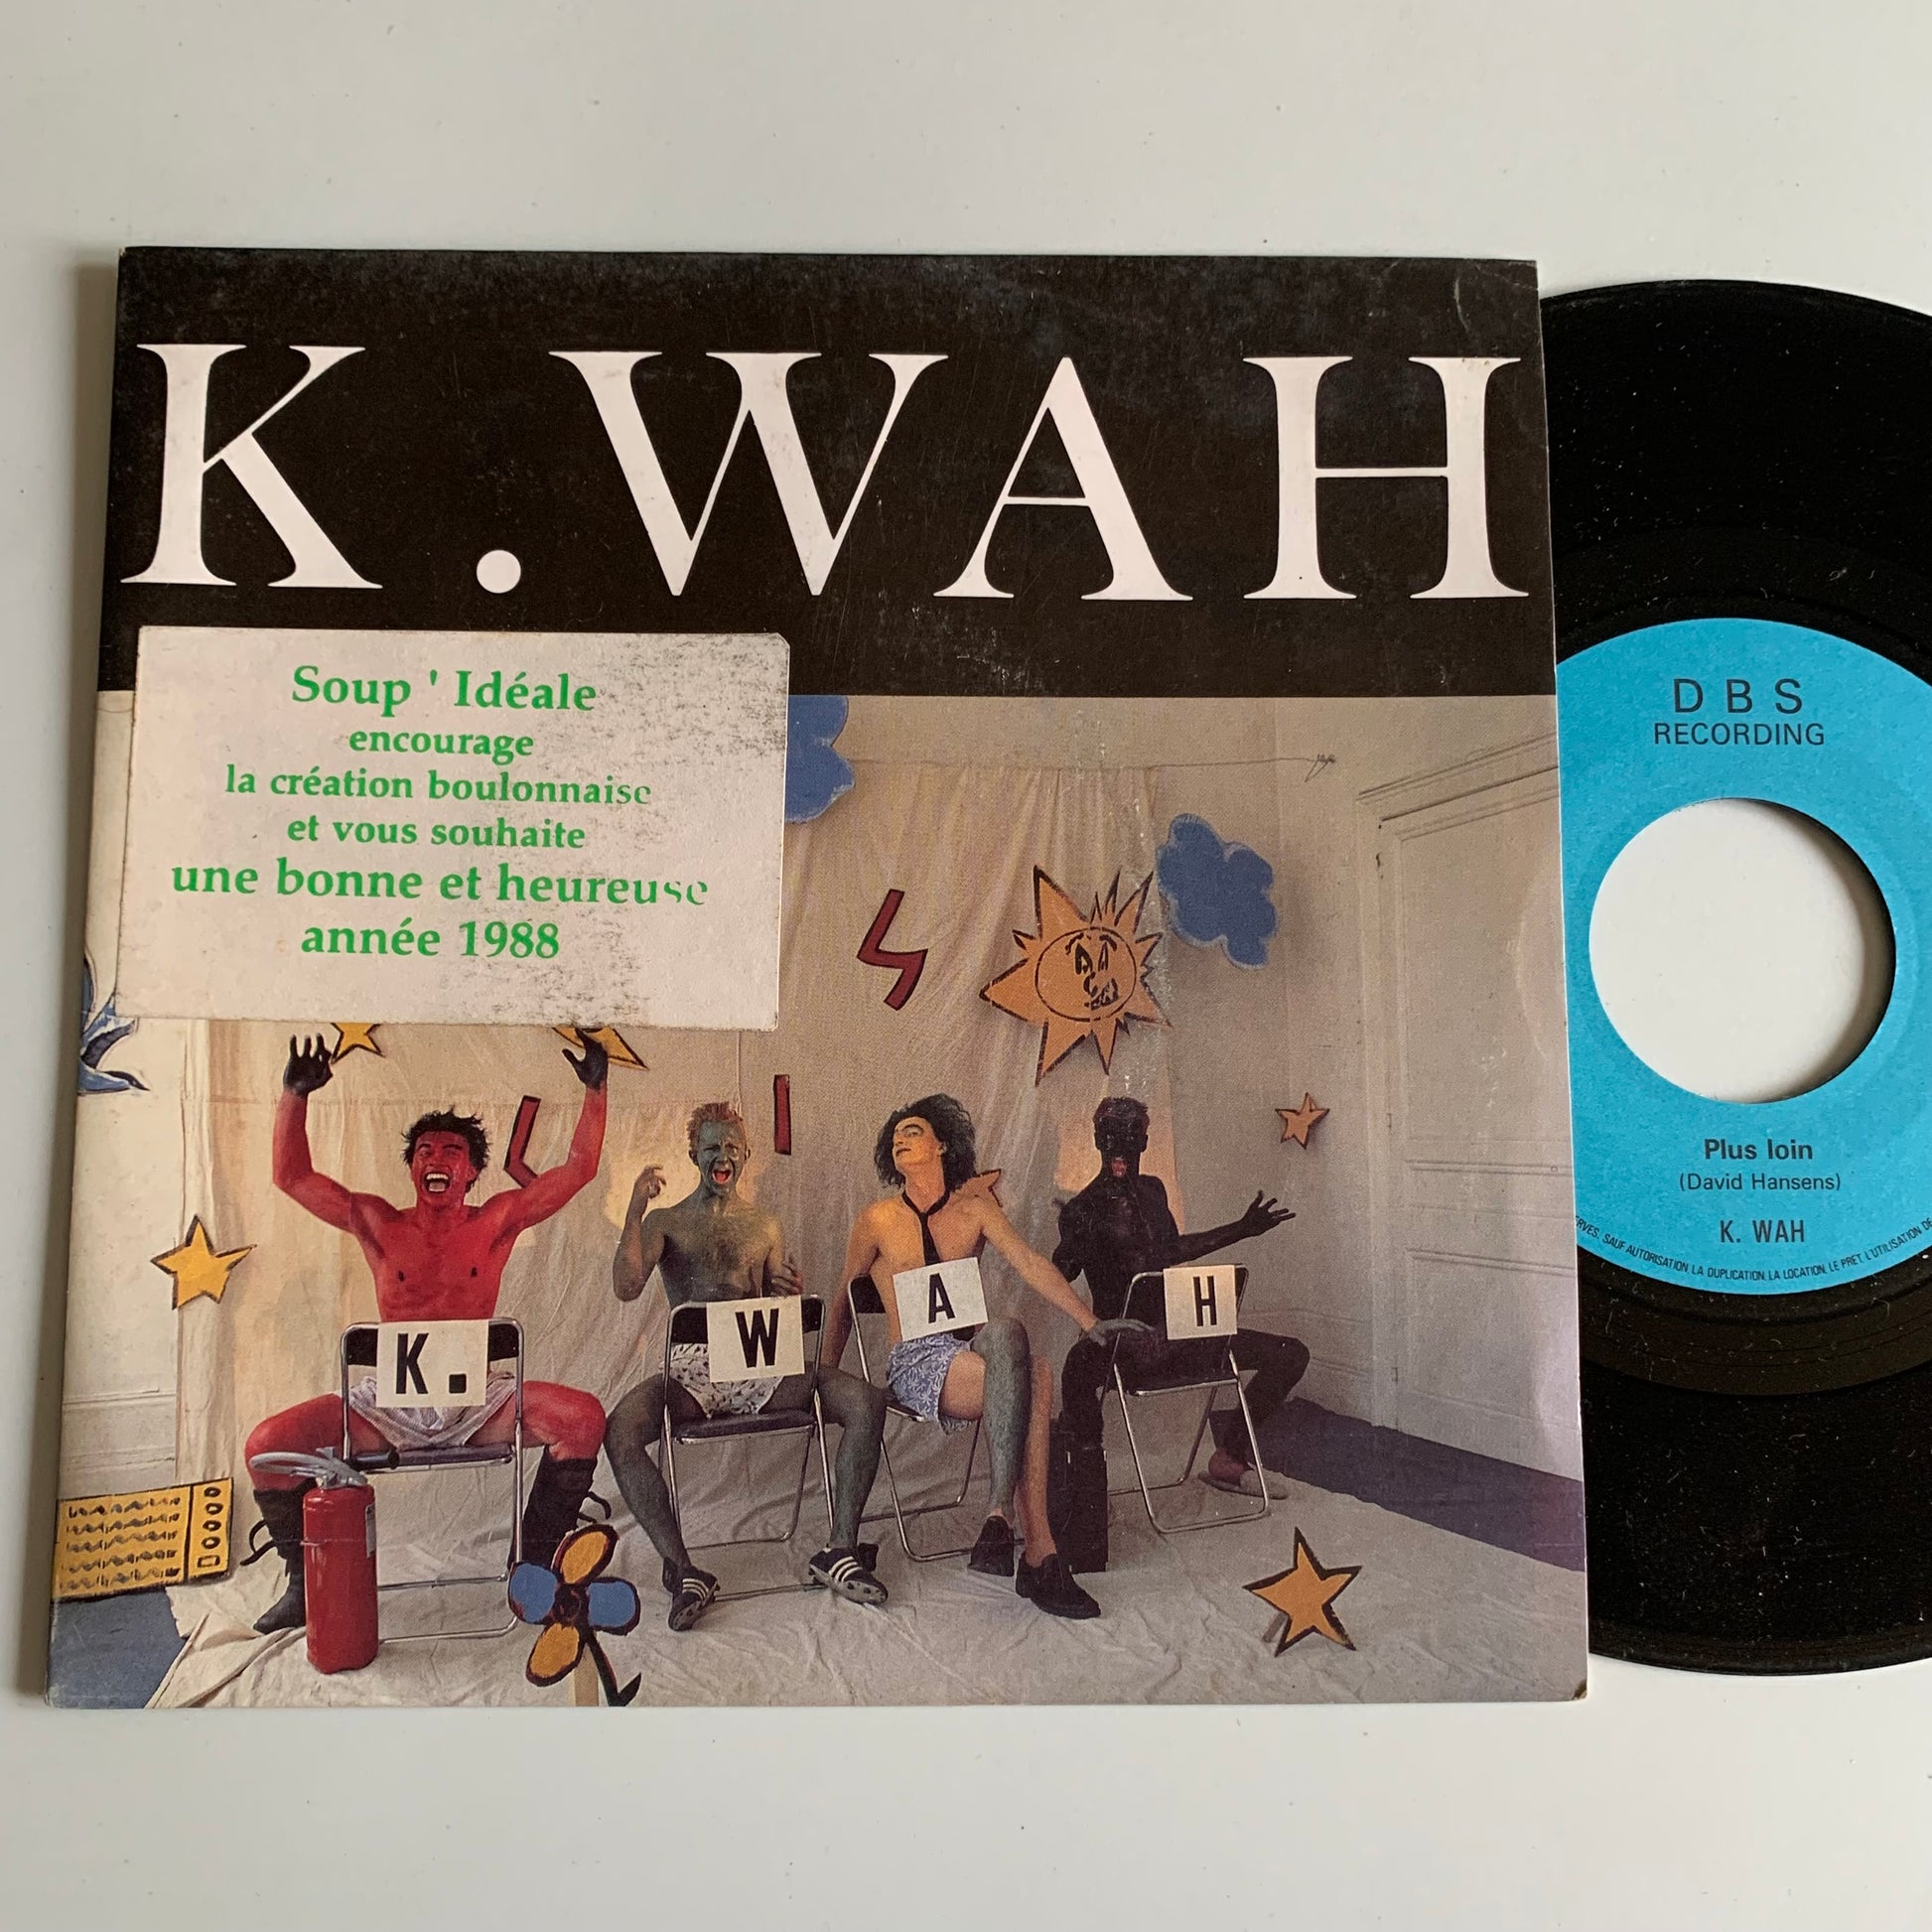 K.WAH
Soup ' Idéale
encourage
la création boulonnaise
et vous souhaite
une bonne et heureuse
année 1988
K.
W
A
H
D B S
RECORDING
Plus loin
(David Hansens)
K. WAH
SAUF AUTORISATION LA DUPLICATION, LA LOCATION, LE PRET, L'UTILISATION